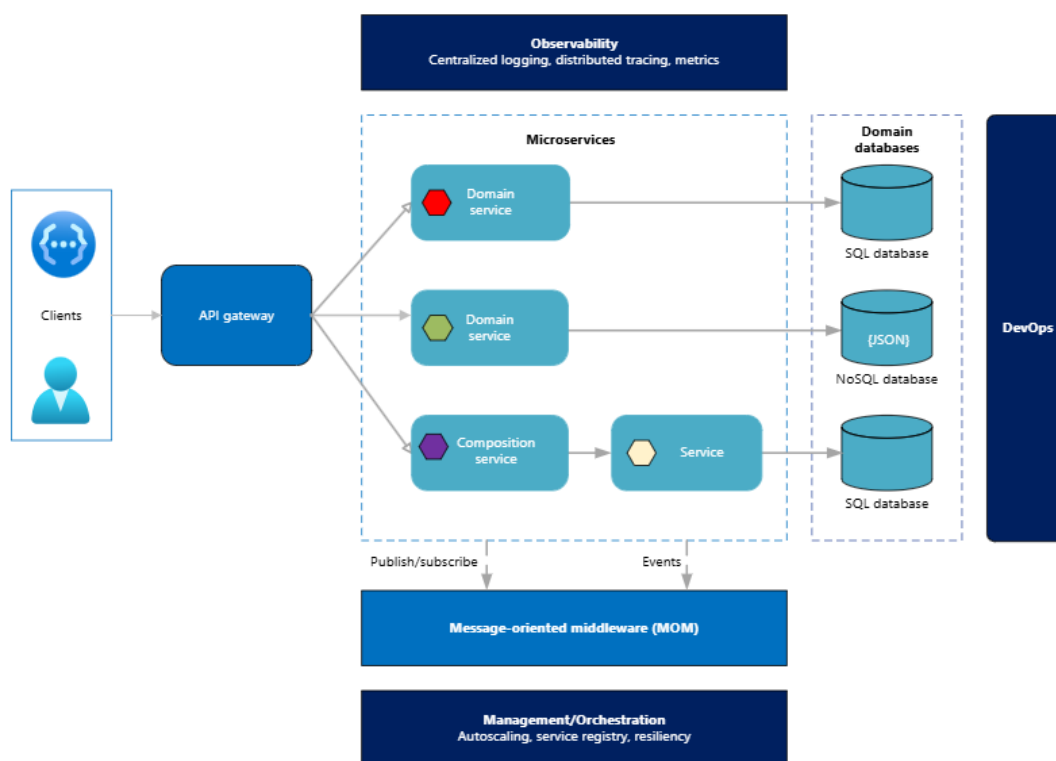 Observability
Centralized logging, distributed tracing, metrics
Microservices
Domain
databases
Domain
service
SQL database
Clients
API gateway
Domain
service
{JSON}
NoSQL database
DevOps
Composition
service
Service
SQL database
Publish/subscribe
Events
Message-oriented middleware (MOM)
Management/Orchestration
Autoscaling, service registry, resiliency